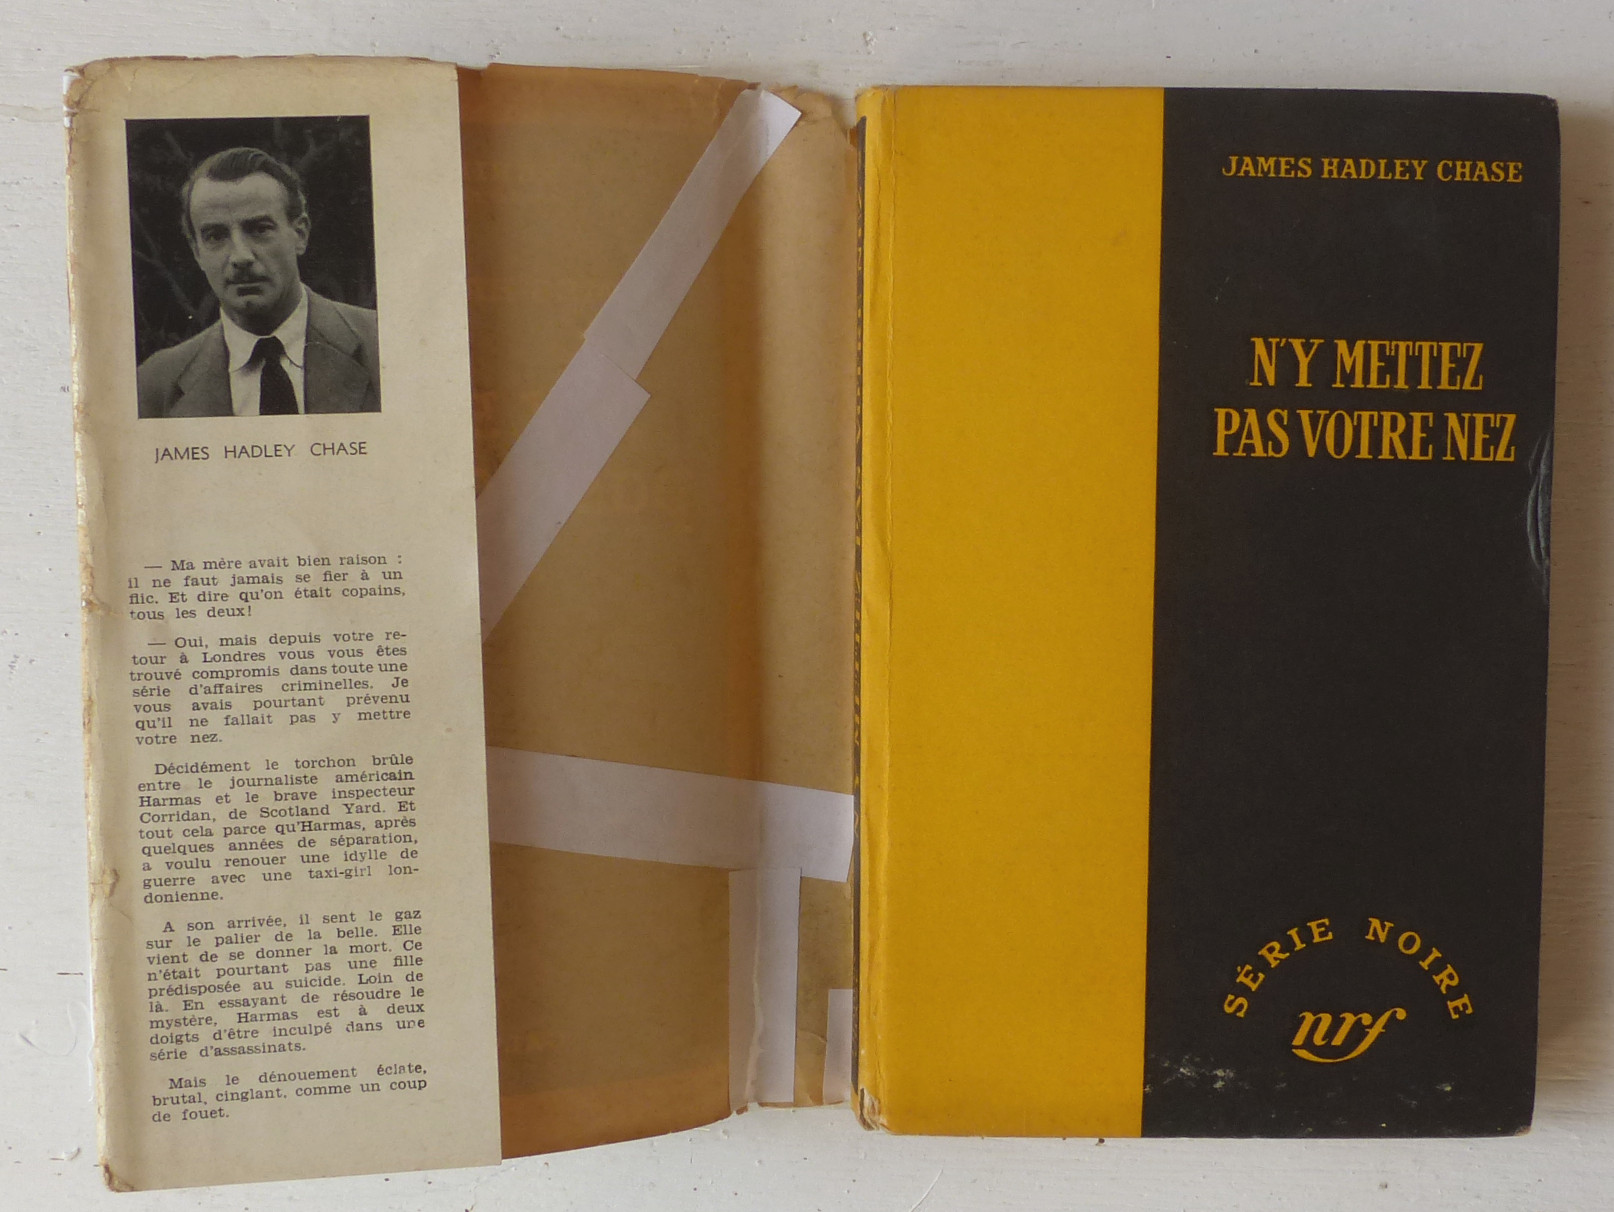 JAMES HADLEY CHASE
— Ma mère avait bien raison :
il ne faut jamais se fier à un
flic. Et dire qu'on était copains,
tous les deux!
— Oui, mais depuis votre re-
tour à Londres vous vous êtes
trouvé compromis dans toute une
série d'affaires criminelles. Je
vous avais pourtant prévenu
qu'il ne fallait pas y mettre
votre nez.
Décidément le torchon brûle
entre le journaliste américain
Harmas et le brave inspecteur
Corridan, de Scotland Yard. Et
tout cela parce qu'Harmas, après
quelques années de séparation,
a voulu renouer une idylle de
guerre avec une taxi-girl lon-
donienne.
A son arrivée, il sent le gaz
sur le palier de la belle. Elle
vient de se donner la mort. Ce
n'était pourtant pas une fille
prédisposée au suicide. Loin de
là. En essayant de résoudre le
mystère, Harmas est à deux
doigts d'être inculpé dans une
série d'assassinats.
Mais le dénouement éclate,
brutal, cinglant, comme un coup
de fouet.
JAMES HADLEY CHASE
N'Y METTEZ
PAS VOTRE NEZ
SÉRIE NOIRE
nrf